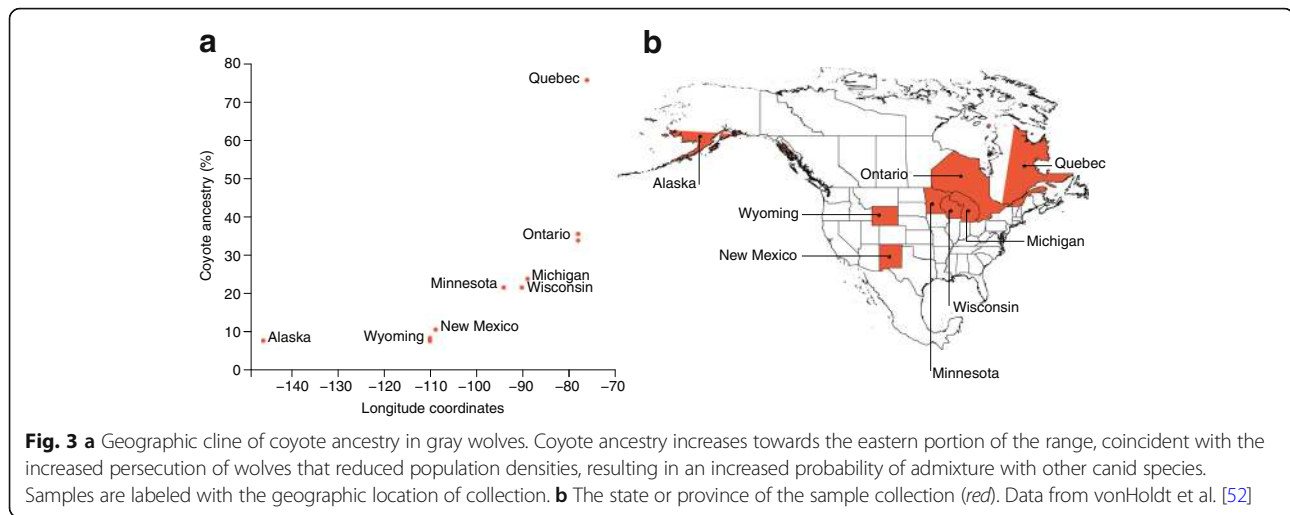 a
80
70
60
50
40
30
20
10
0
Coyote ancestry (%)
Quebec
Ontario
Michigan
Minnesota
Wisconsin
New Mexico
Wyoming
Alaska
−140 −130 −120 −110 −100 −90 −80 −70
Longitude coordinates
b
Quebec
Ontario
Alaska
Wyoming
Michigan
New Mexico
Wisconsin
Minnesota
Fig. 3 a Geographic cline of coyote ancestry in gray wolves. Coyote ancestry increases towards the eastern portion of the range, coincident with the
increased persecution of wolves that reduced population densities, resulting in an increased probability of admixture with other canid species.
Samples are labeled with the geographic location of collection. b The state or province of the sample collection (red). Data from vonHoldt et al. [52]